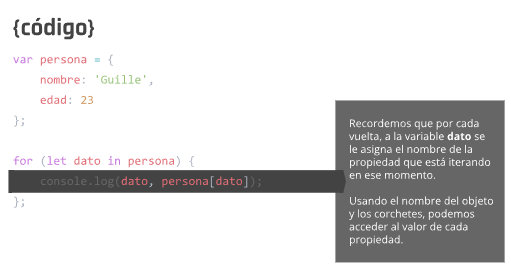 {código}
var persona = {
    nombre: 'Guille',
    edad: 23
};
for (let dato in persona) {
    console.log(dato, persona[dato]);
};
Recordemos que por cada
vuelta, a la variable dato se
le asigna el nombre de la
propiedad que está iterando
en ese momento.
Usando el nombre del objeto
y los corchetes, podemos
acceder al valor de cada
propiedad.